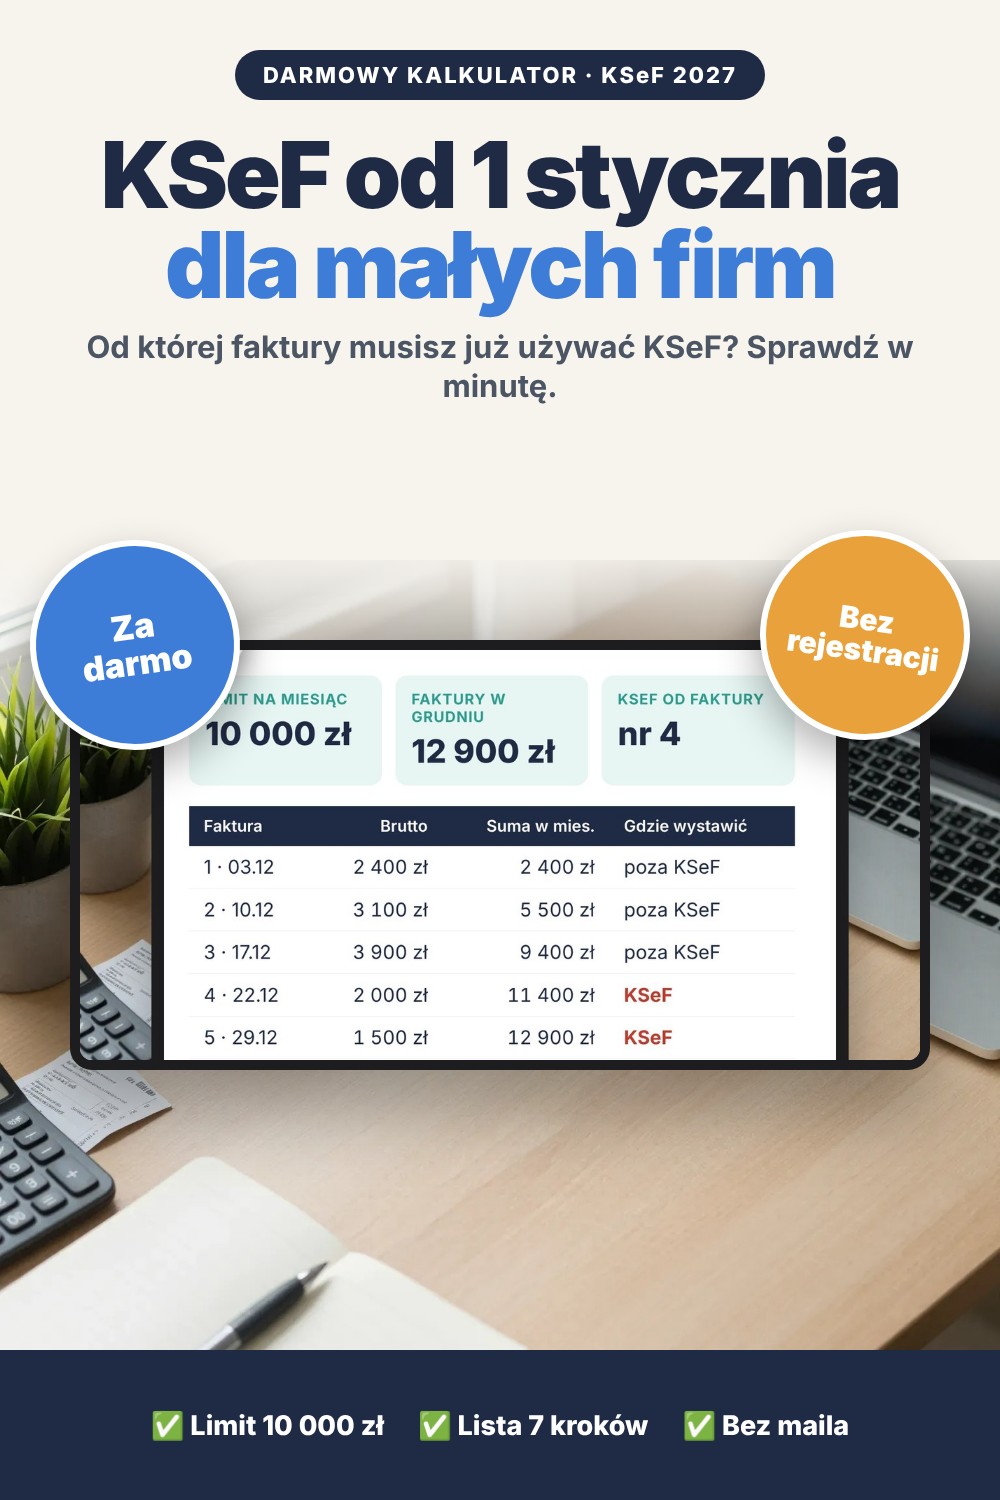 DARMOWY KALKULATOR · KSeF 2027
KSeF od 1 stycznia
dla małych firm
Od której faktury musisz już używać KSeF? Sprawdź w
minutę.
Za
darmo
Bez
rejestracji
NA MIESIĄC
10 000 zł
FAKTURY W
GRUDNIU
12 900 zł
KSEF OD FAKTURY
nr 4
Faktura Brutto Suma w mies. Gdzie wystawić
1 · 03.12 2 400 zł 2 400 zł poza KSeF
2 · 10.12 3 100 zł 5 500 zł poza KSeF
3 · 17.12 3 900 zł 9 400 zł poza KSeF
4 · 22.12 2 000 zł 11 400 zł KSeF
5 · 29.12 1 500 zł 12 900 zł KSeF
✅ Limit 10 000 zł ✅ Lista 7 kroków ✅ Bez maila